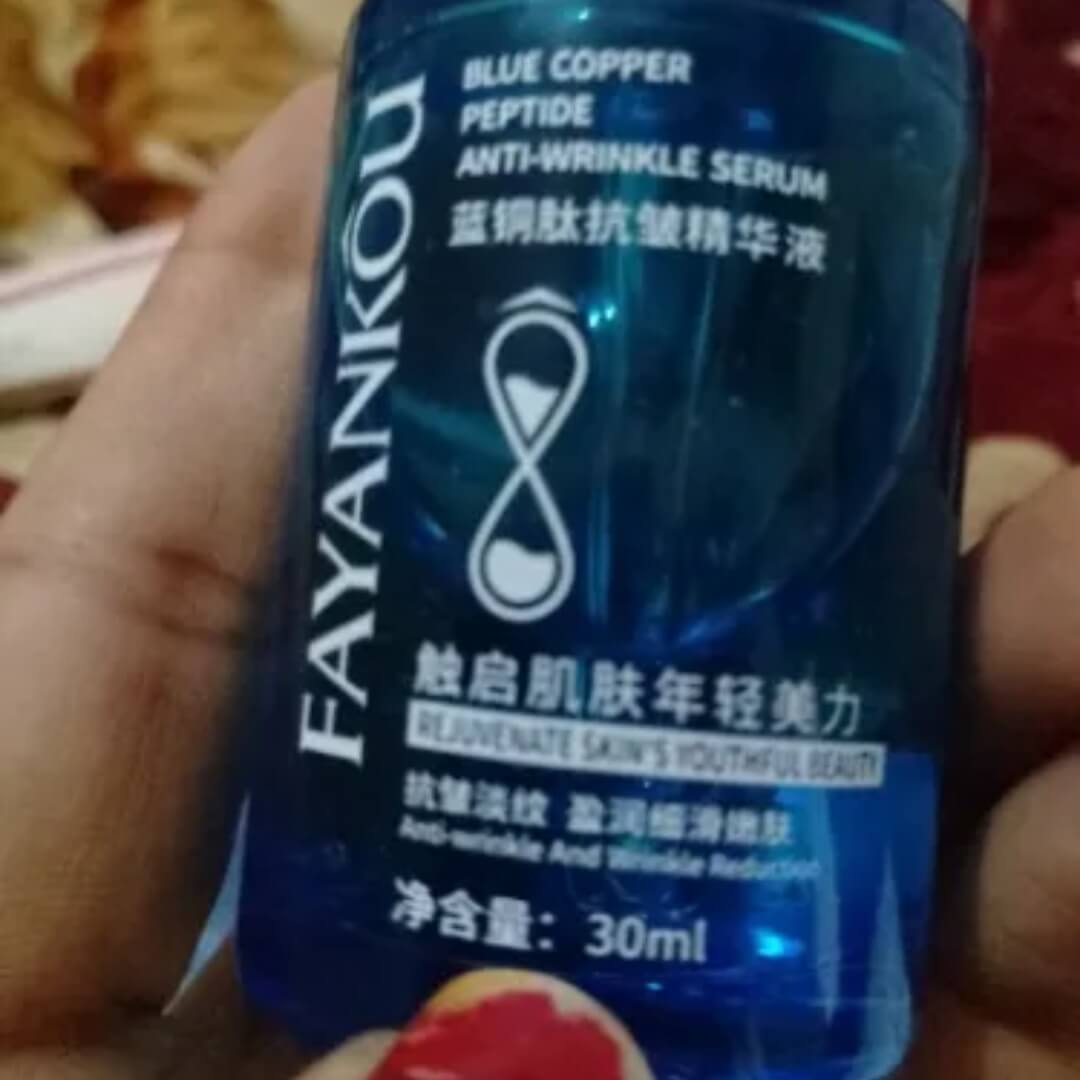 FAYANKÔU
BLUE COPPER
PEPTIDE
ANTI-WRINKLE SERUM
蓝铜肽抗皱精华液
触启肌肤年轻美力
REJUVENATE SKIN'S YOUTHFUL BEAUTY
抗皱淡纹 盈润细滑嫩肤
Anti-wrinkle And Wrinkle Reduction
净含量：30ml